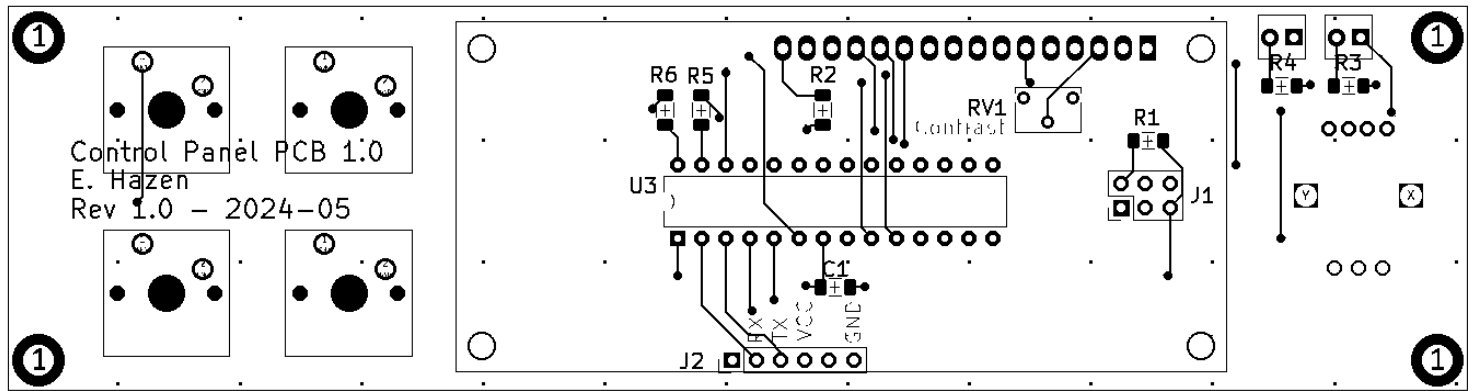 1
1
R4
R3
R6
R5
R2
RV1
Contrast
R1
Control Panel PCB 1.0
E. Hazen
Rev 1.0 - 2024-05
U3
J1
Y
X
C1
RX
TX
VCC
GND
J2
1
1